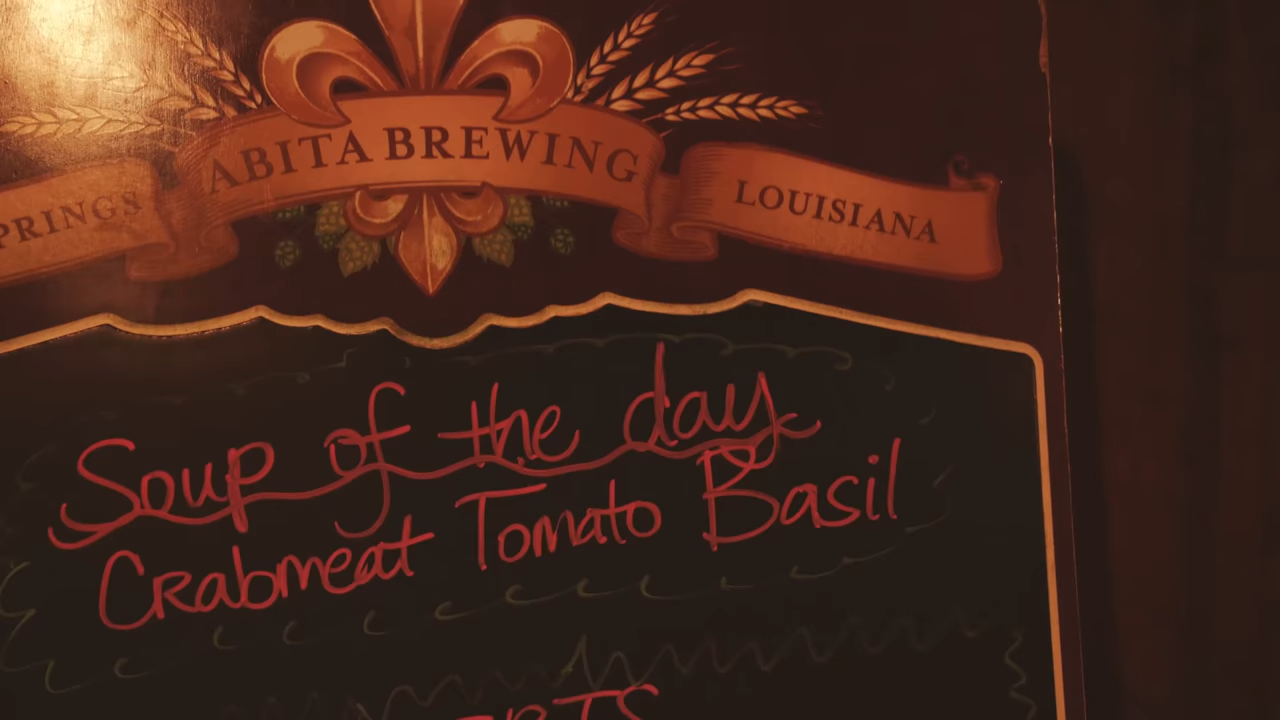 ABITA BREWING
PRINGS
LOUISIANA
Soup of the day
Crabmeat Tomato Basil